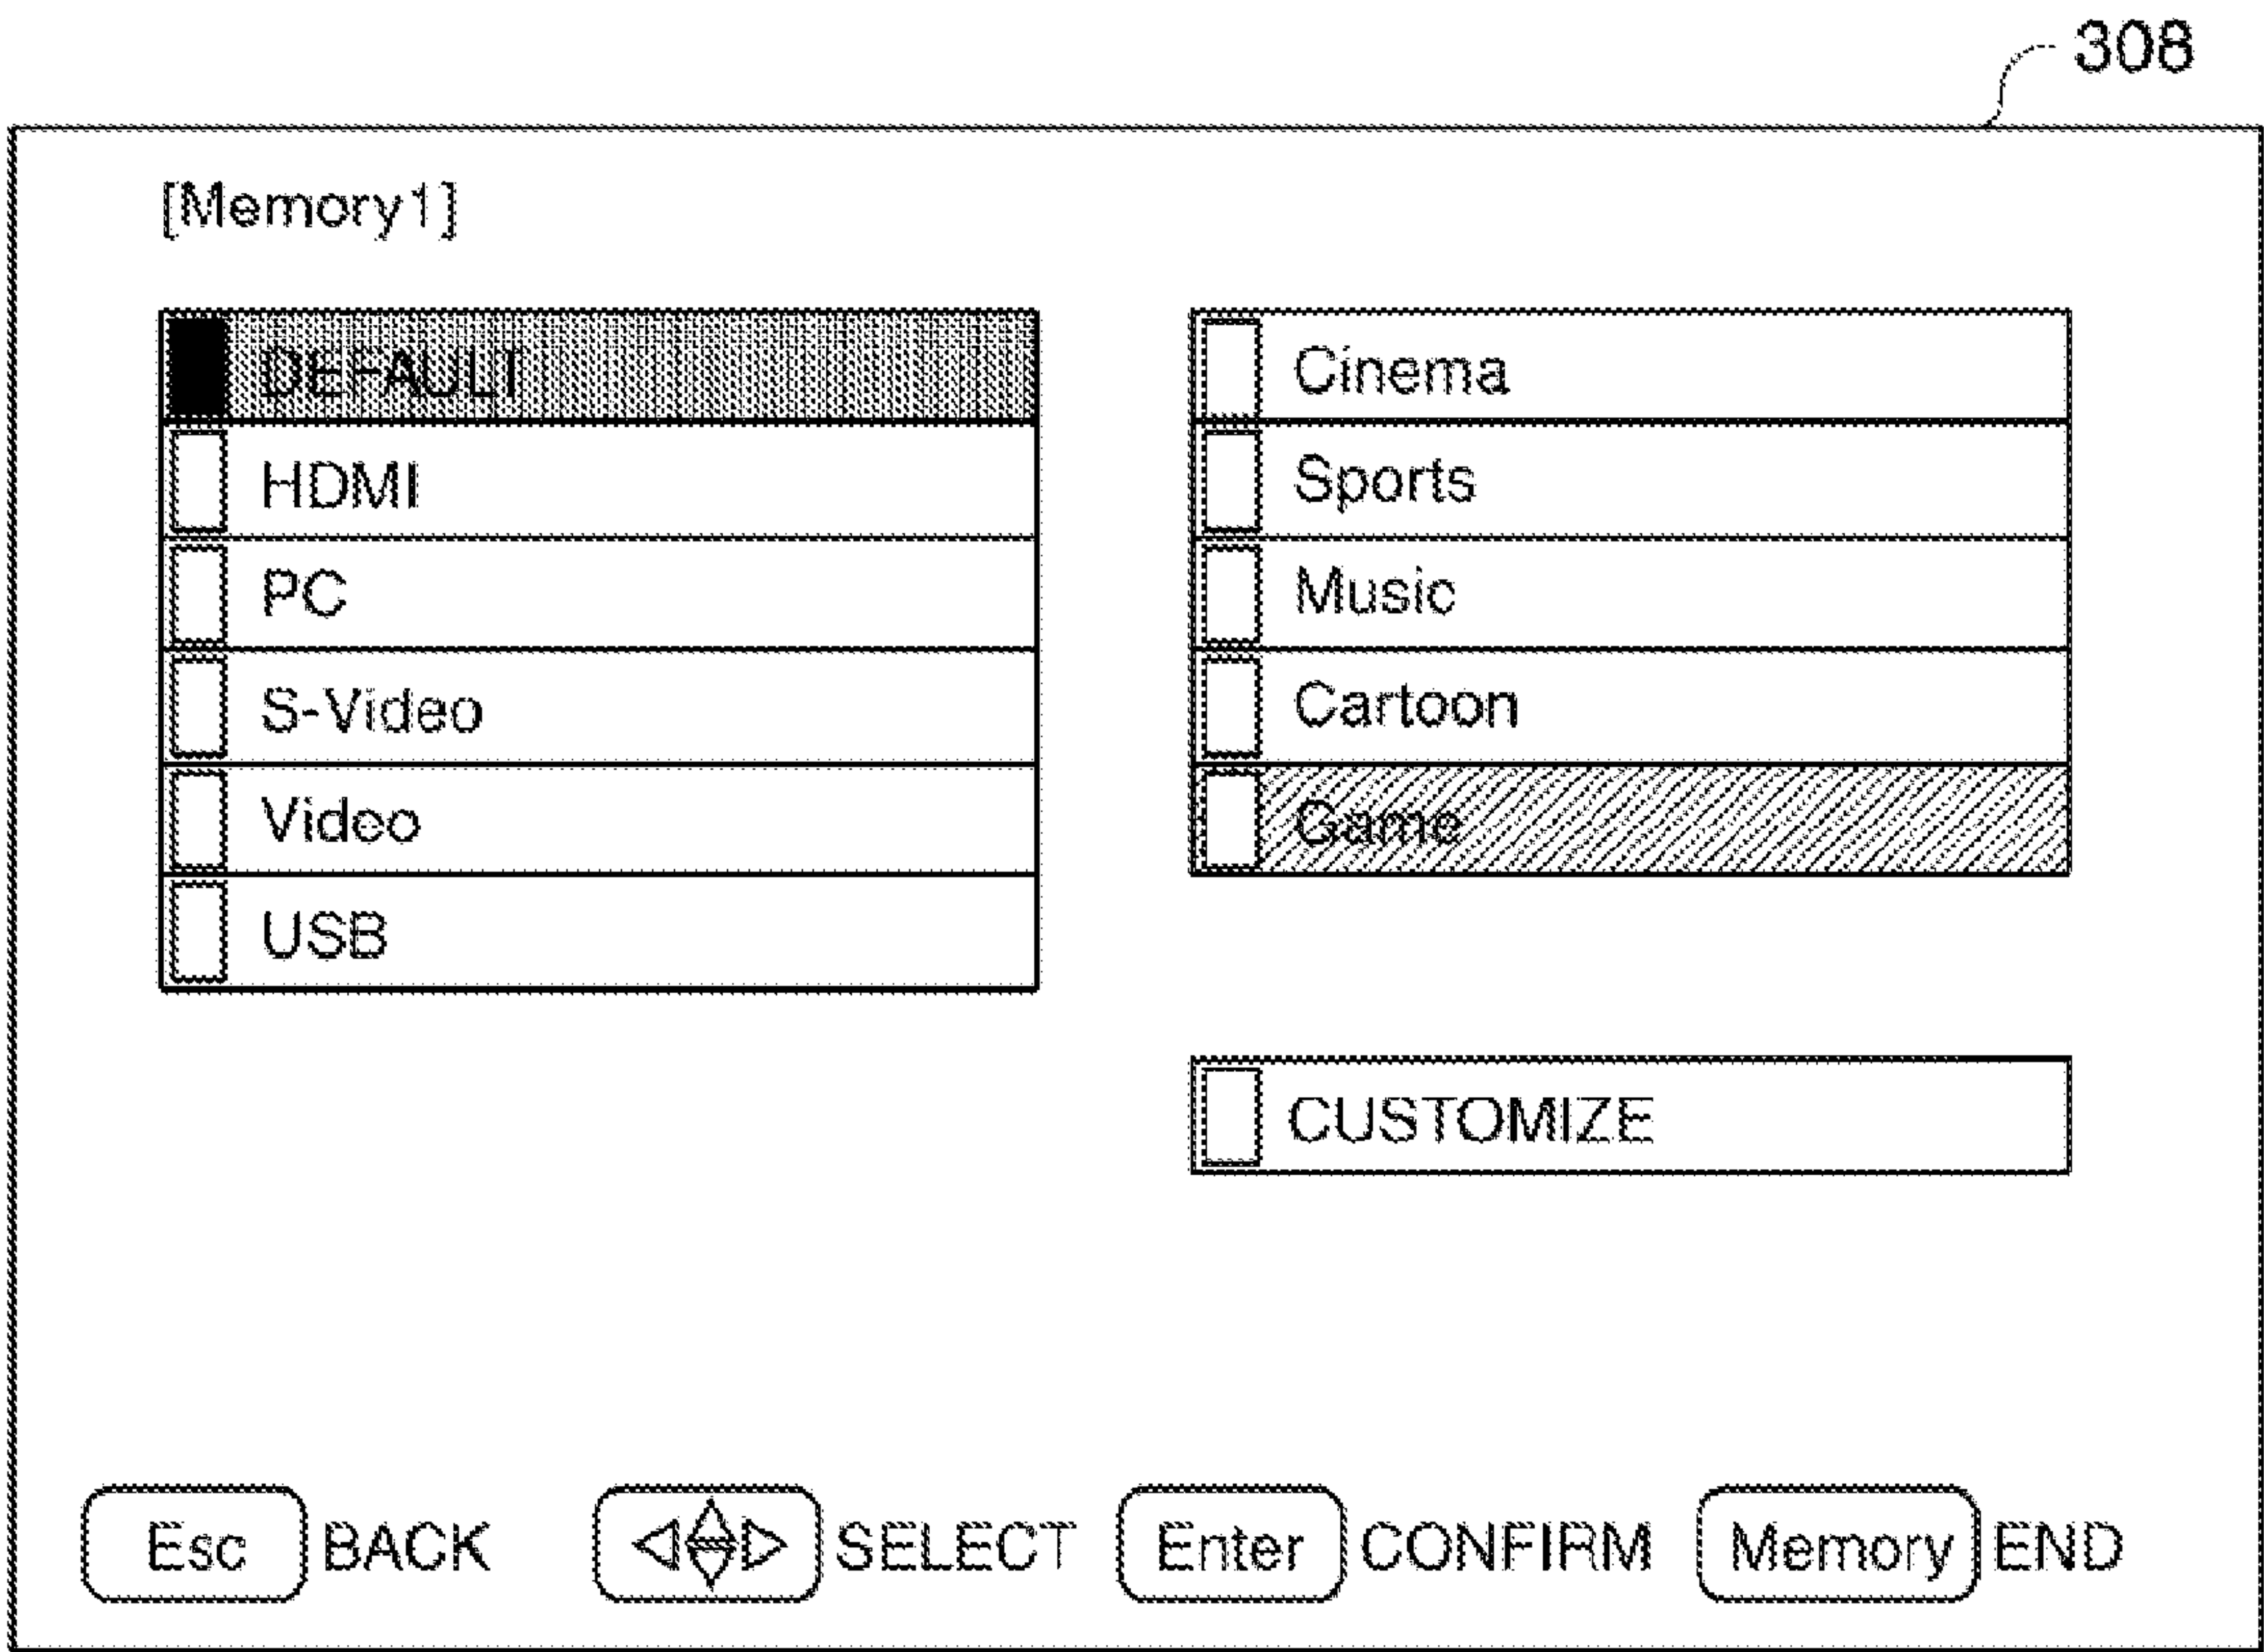 308
[Memory1]
DEFAULT
HDMI
PC
S-Video
Video
USB
Cinema
Sports
Music
Cartoon
Game
CUSTOMIZE
Esc BACK SELECT Enter CONFIRM Memory END